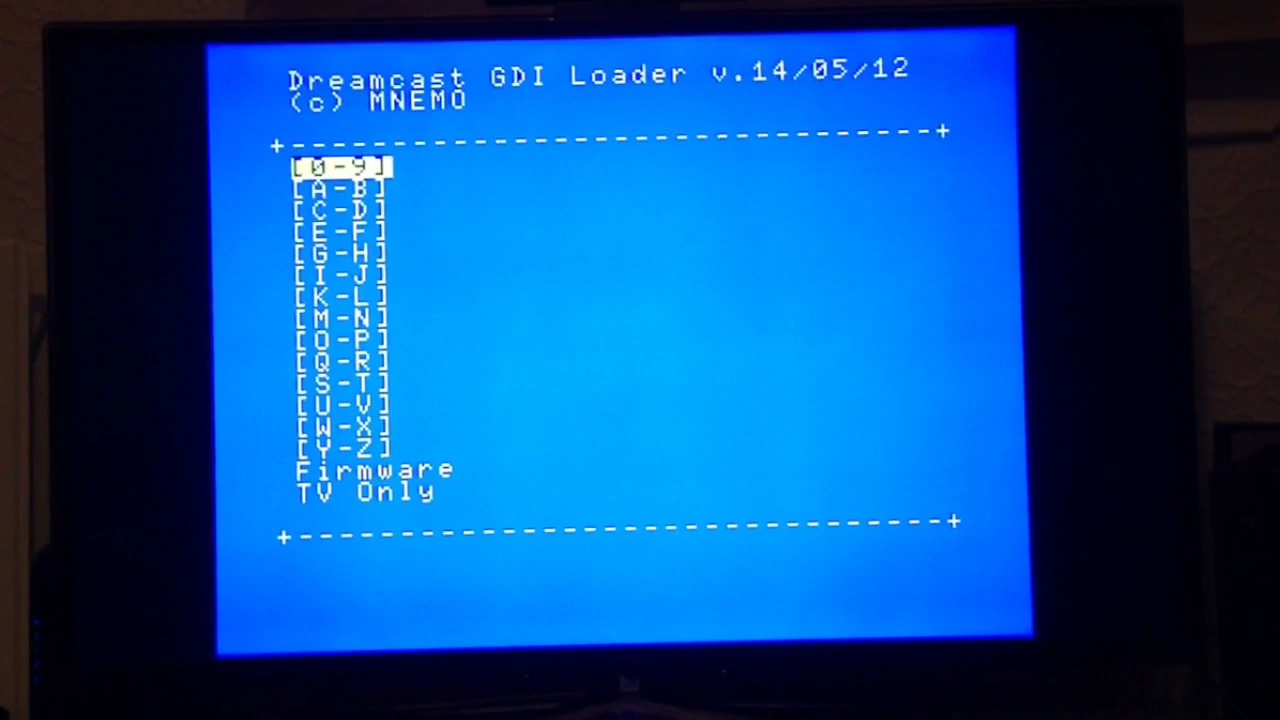 Dreamcast GDI Loader v.14/05/12
(c) MNEMO
+---------------------------------+
[0-9]
[A-B]
[C-D]
[E-F]
[G-H]
[I-J]
[K-L]
[M-N]
[O-P]
[Q-R]
[S-T]
[U-V]
[W-X]
[Y-Z]
Firmware
TV Only
+---------------------------------+